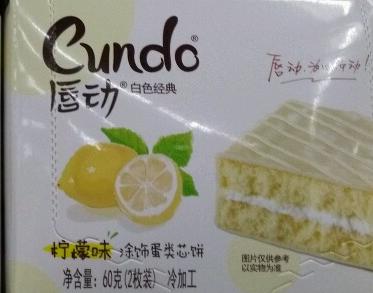 Cundo®
唇动® 白色经典
唇动,为心而动!
柠檬味 涂饰蛋类芯饼
净含量：60克(2枚装) 冷加工
图片仅供参考
以实物为准